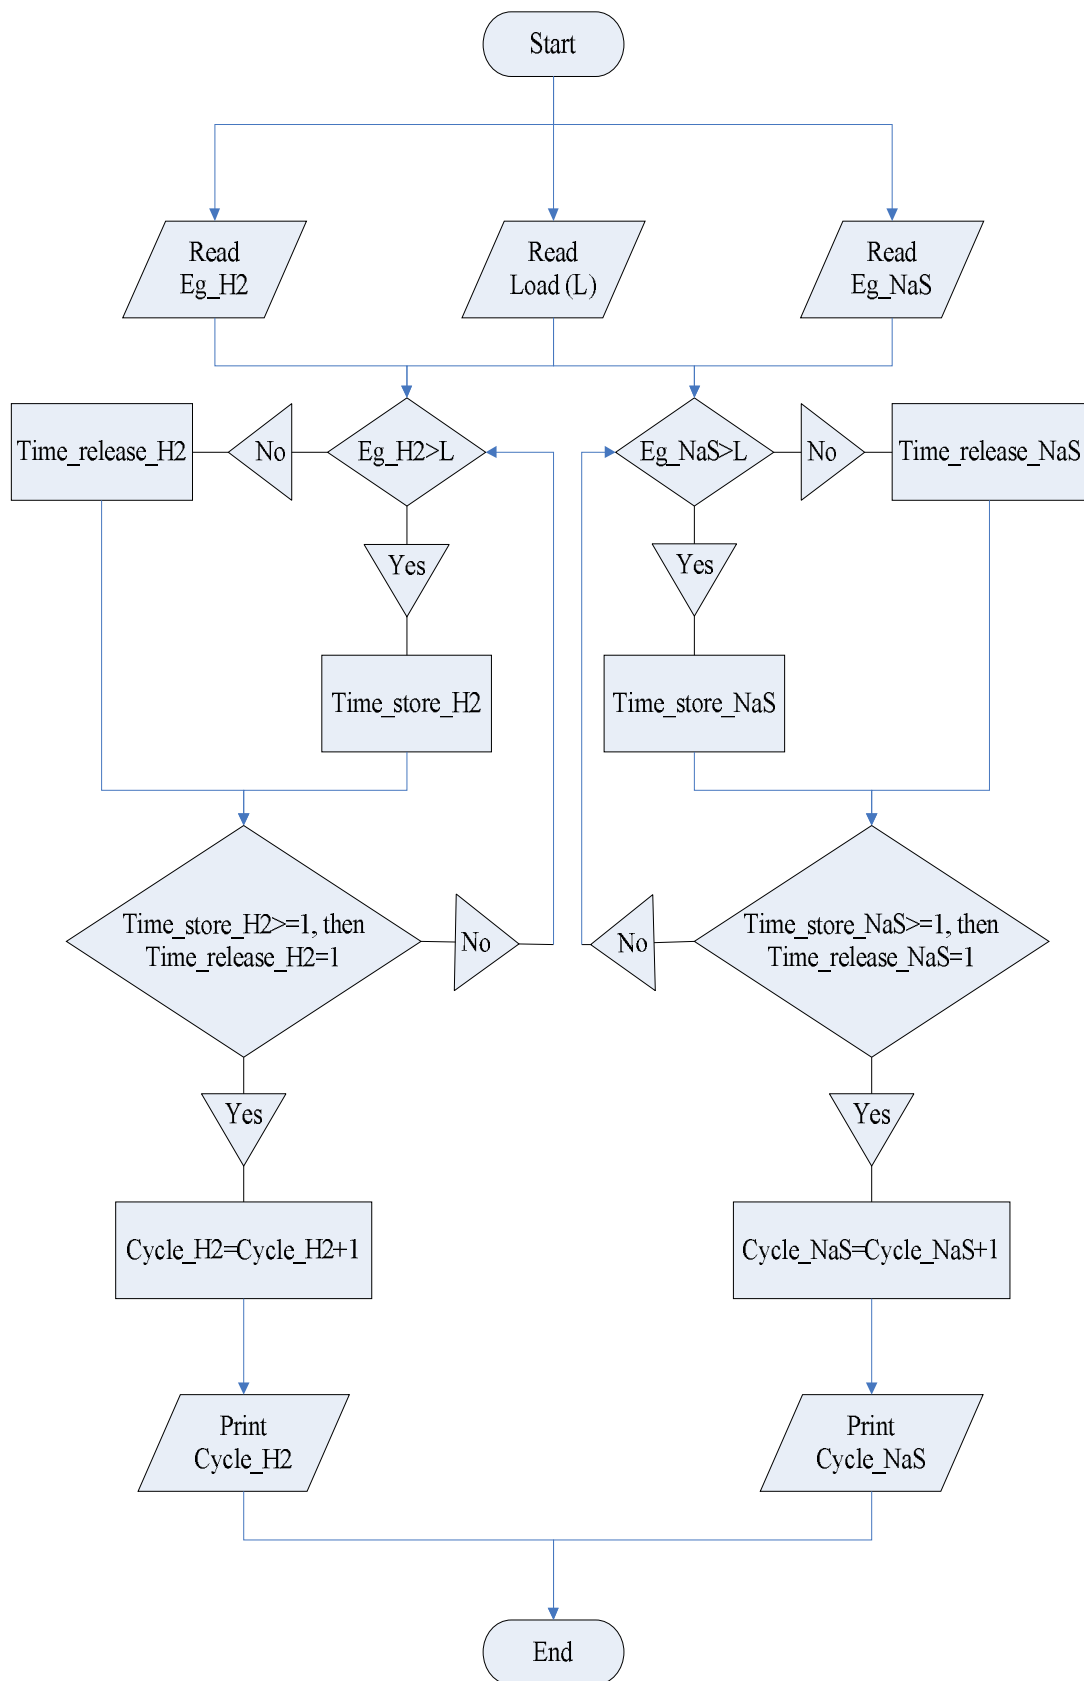 Start
Read
Eg_H2
Read
Load (L)
Read
Eg_NaS
Time_release_H2
No
Eg_H2>L
Eg_NaS>L
No
Time_release_NaS
Yes
Yes
Time_store_H2
Time_store_NaS
Time_store_H2>=1, then
Time_release_H2=1
No
No
Time_store_NaS>=1, then
Time_release_NaS=1
Yes
Yes
Cycle_H2=Cycle_H2+1
Cycle_NaS=Cycle_NaS+1
Print
Cycle_H2
Print
Cycle_NaS
End